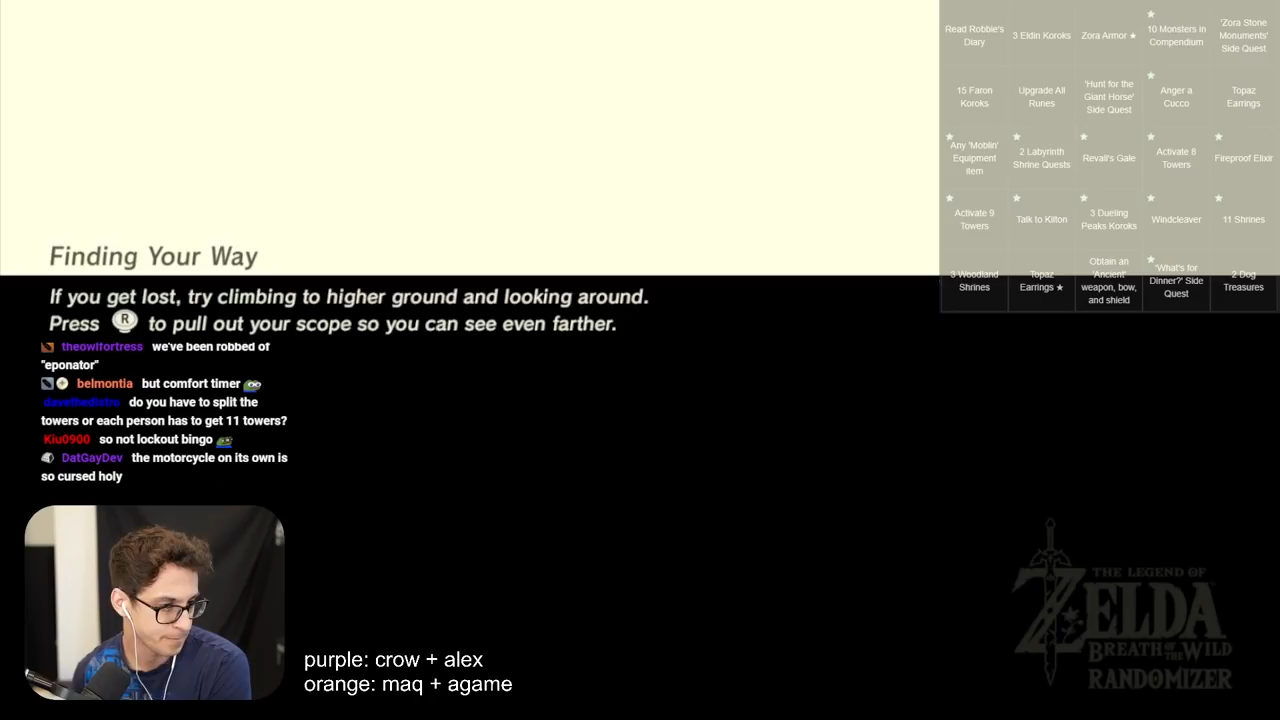 Read Robbie's
Diary
3 Eldin Koroks
Zora Armor ★
★
10 Monsters in
Compendium
'Zora Stone
Monuments'
Side Quest
15 Faron
Koroks
Upgrade All
Runes
'Hunt for the
Giant Horse'
Side Quest
★
Anger a
Cucco
Topaz
Earrings
★
Any 'Moblin'
Equipment
item
★
2 Labyrinth
Shrine Quests
★
Revali's Gale
★
Activate 8
Towers
★
Fireproof Elixir
★
Activate 9
Towers
★
Talk to Kilton
★
3 Dueling
Peaks Koroks
★
Windcleaver
★
11 Shrines
3 Woodland
Shrines
Topaz
Earrings ★
Obtain an
'Ancient'
weapon, bow,
and shield
★
'What's for
Dinner?' Side
Quest
2 Dog
Treasures
Finding Your Way
If you get lost, try climbing to higher ground and looking around.
Press R to pull out your scope so you can see even farther.
theowlfortress we've been robbed of
"eponator"
belmontia but comfort timer
davethedistro do you have to split the
towers or each person has to get 11 towers?
Kiu0900 so not lockout bingo
DatGayDev the motorcycle on its own is
so cursed holy
purple: crow + alex
orange: maq + agame
THE LEGEND OF
ZELDA
BREATH OF THE WILD
RANDOMIZER